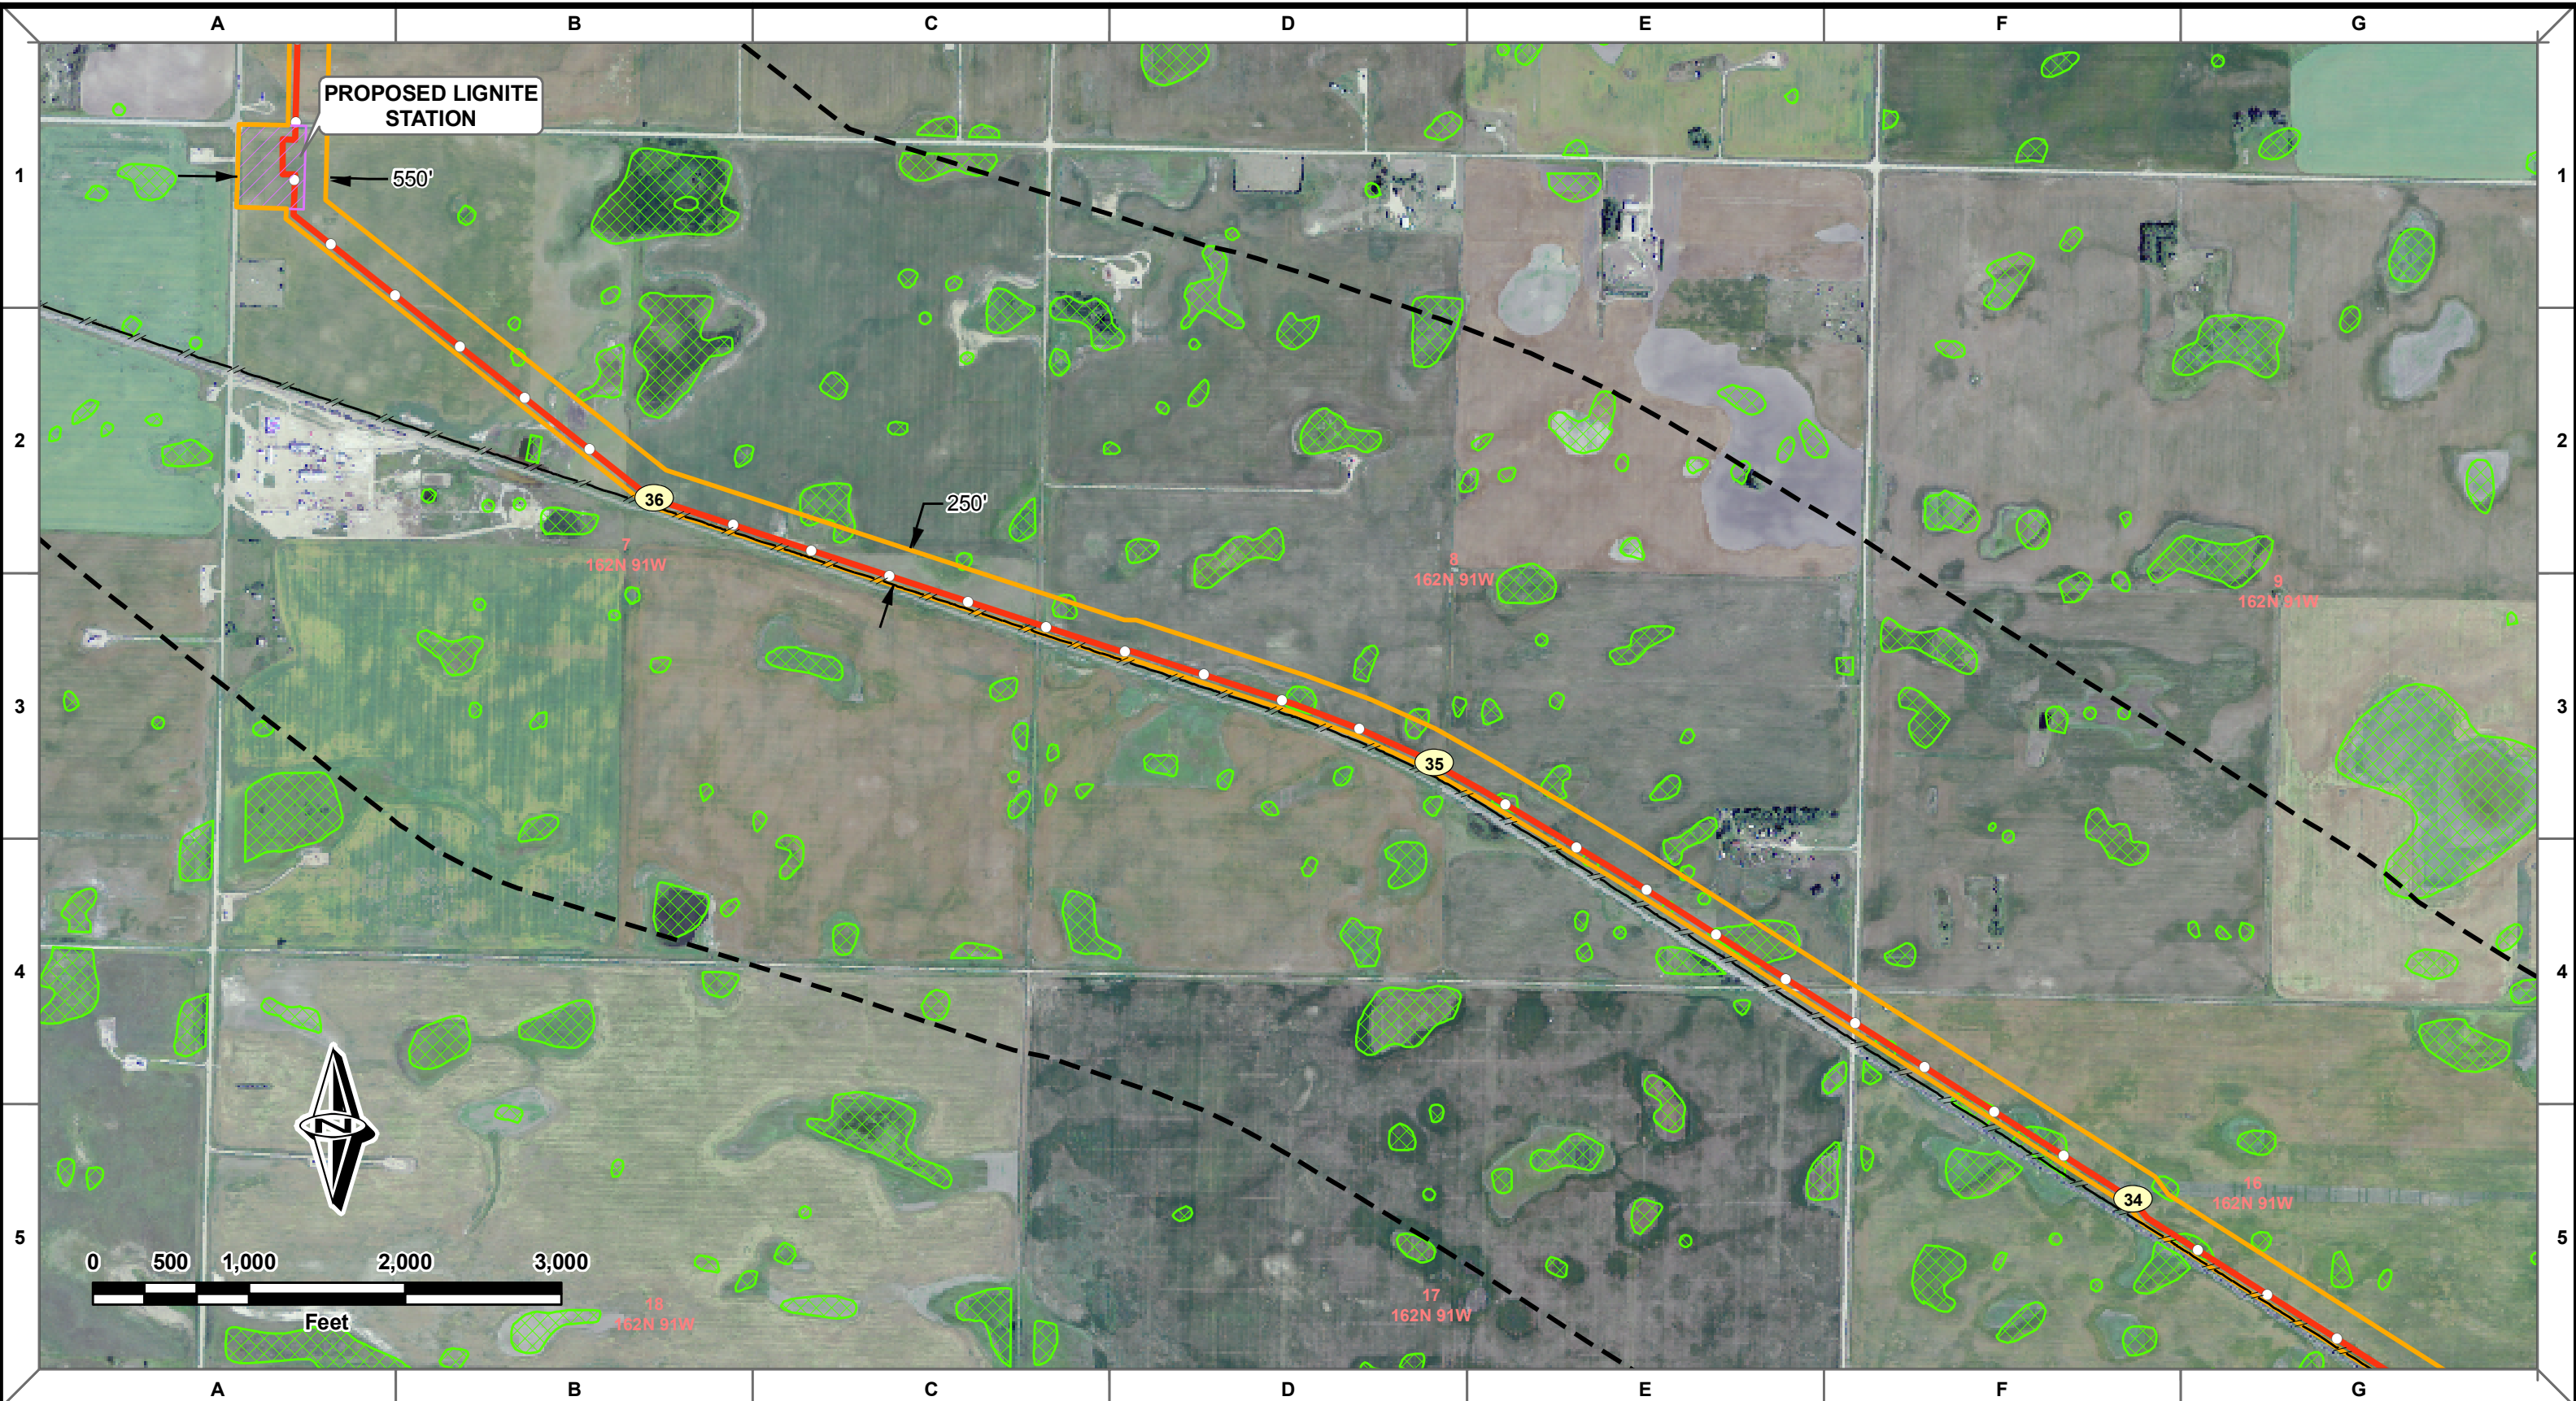 A B C D E F G
PROPOSED LIGNITE
STATION
1 1
550'
2 2
36
250'
7
162N 91W
8
162N 91W
9
162N 91W
3 3
35
4 4
N
16
162N 91W
34
5 5
0 500 1,000 2,000 3,000
Feet
18
162N 91W
17
162N 91W
A B C D E F G